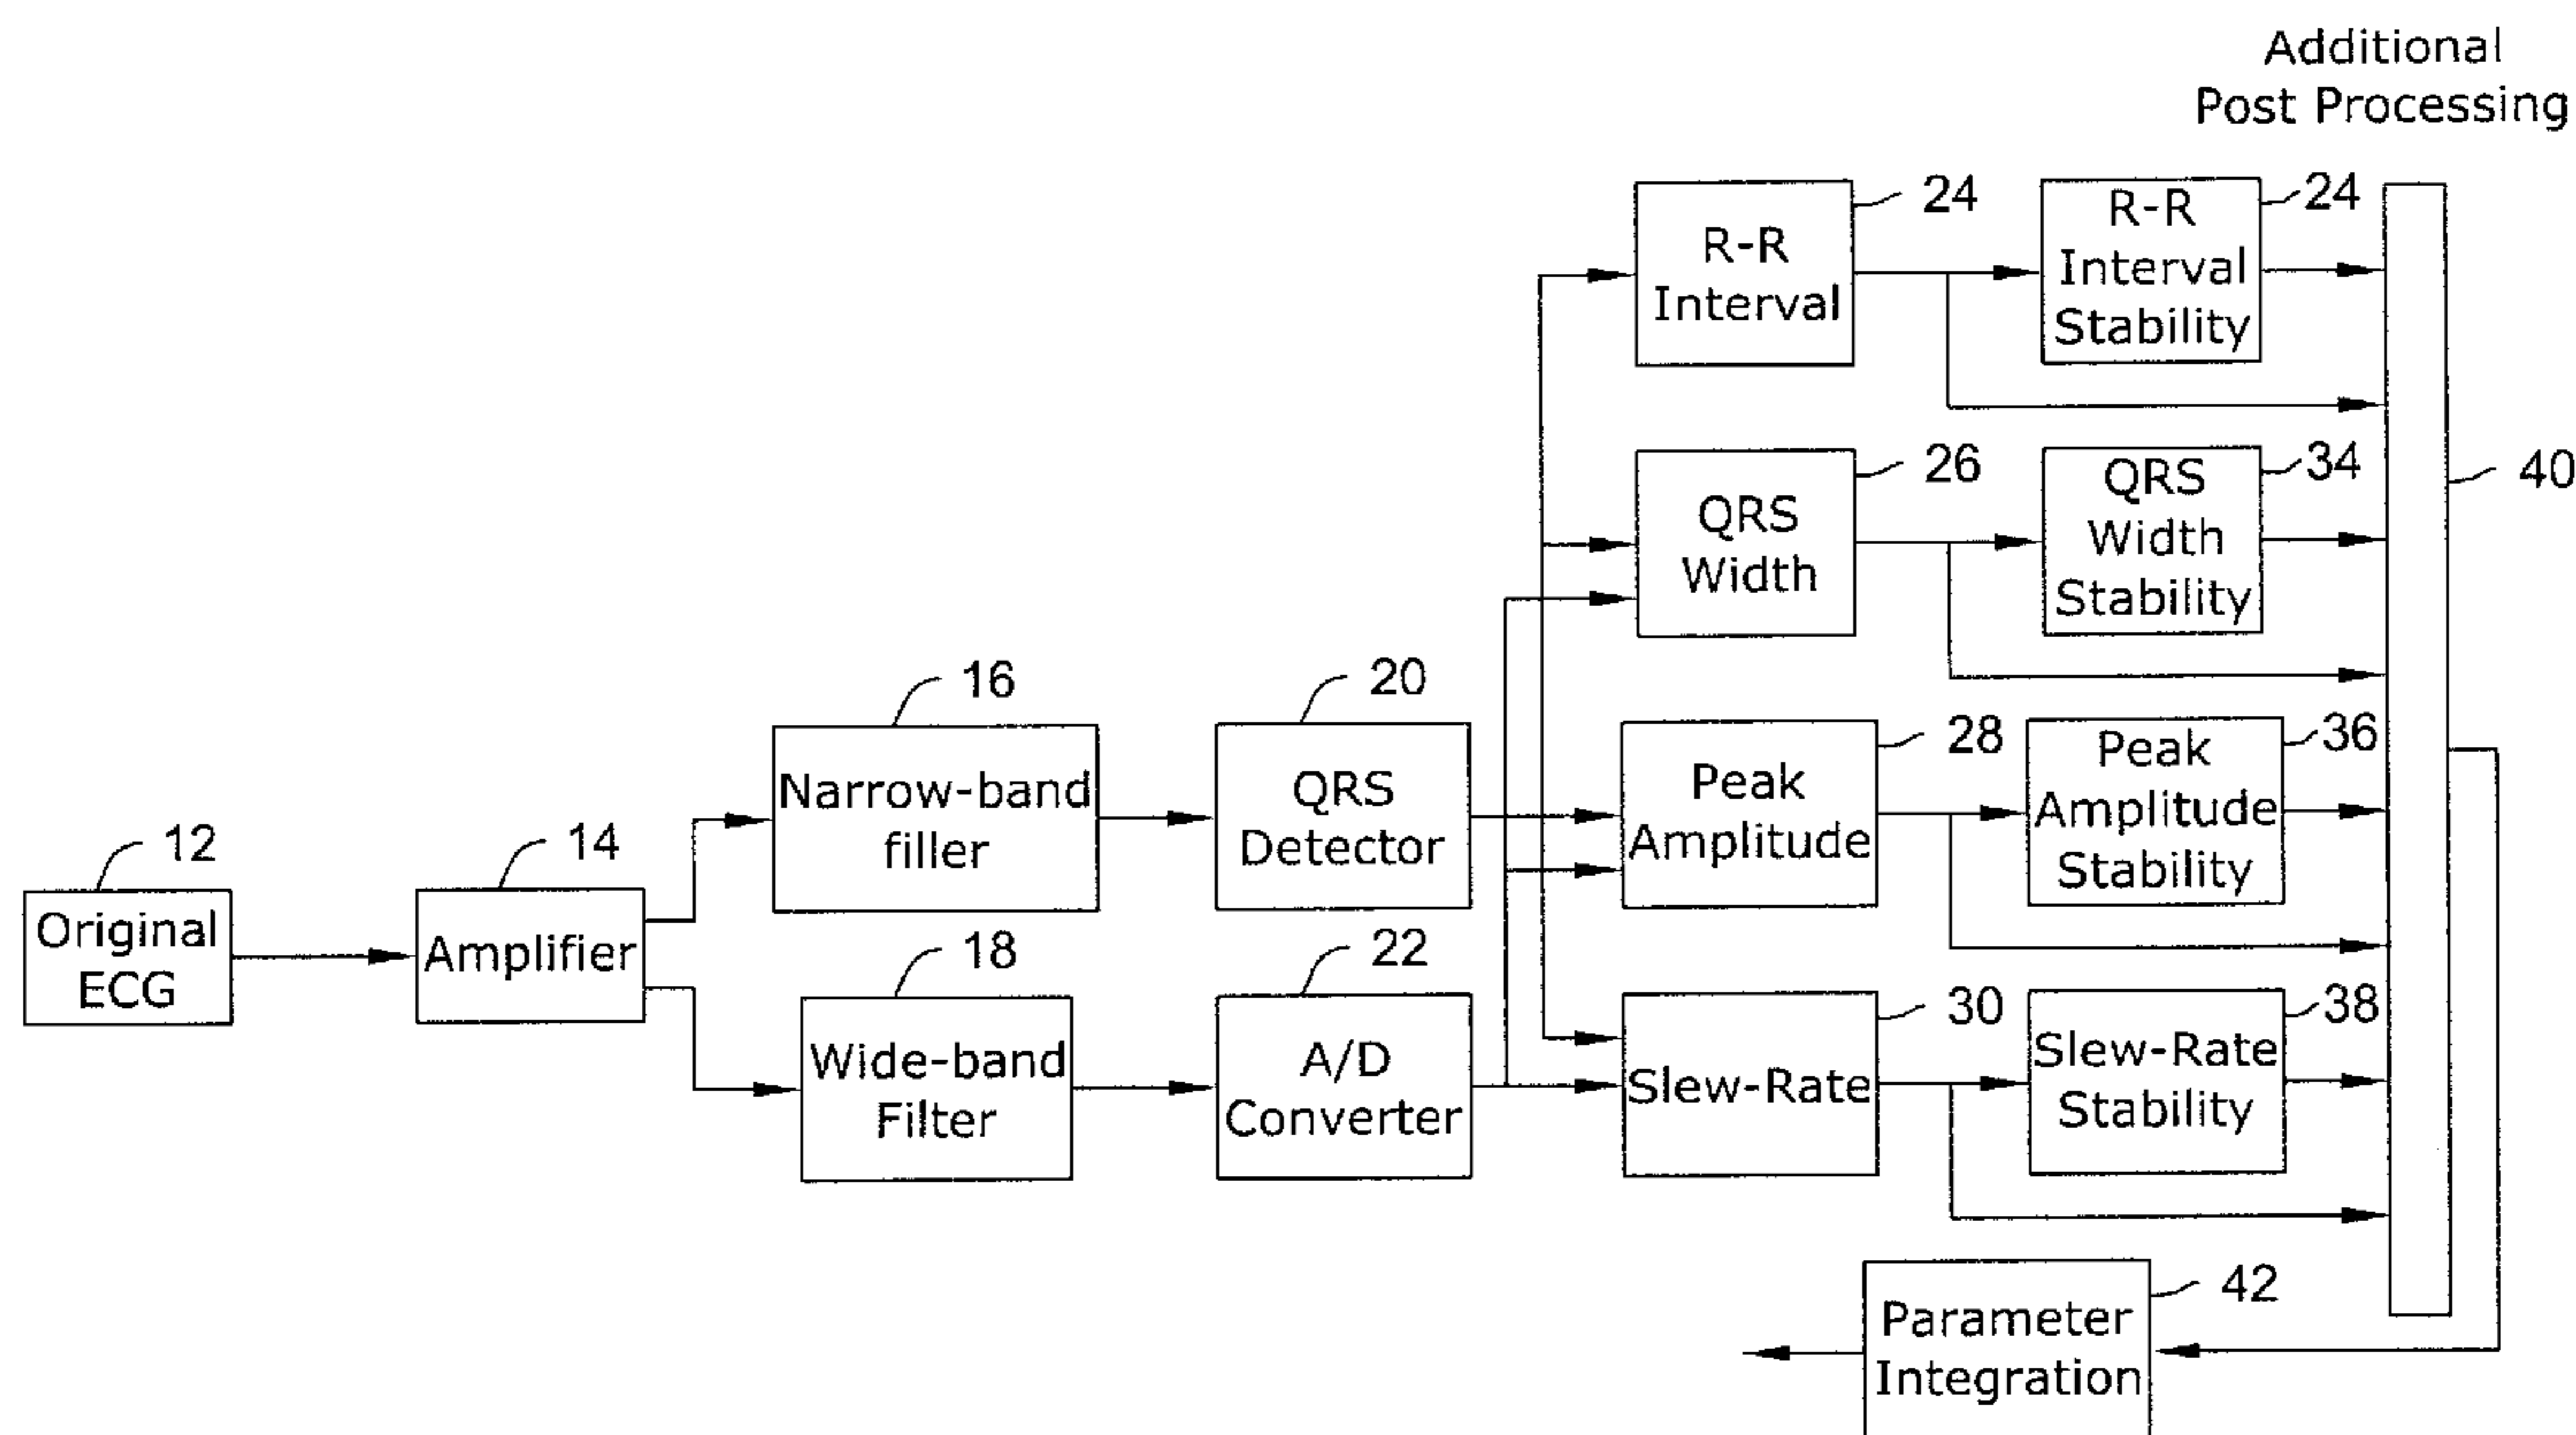 Additional
Post Processing
R-R
Interval
24
R-R
Interval
Stability
24
QRS
Width
26
QRS
Width
Stability
34
40
16
Narrow-band
filler
20
QRS
Detector
Peak
Amplitude
28
Peak
Amplitude
Stability
36
12
Original
ECG
14
Amplifier
18
Wide-band
Filter
22
A/D
Converter
30
Slew-Rate
38
Slew-Rate
Stability
42
Parameter
Integration